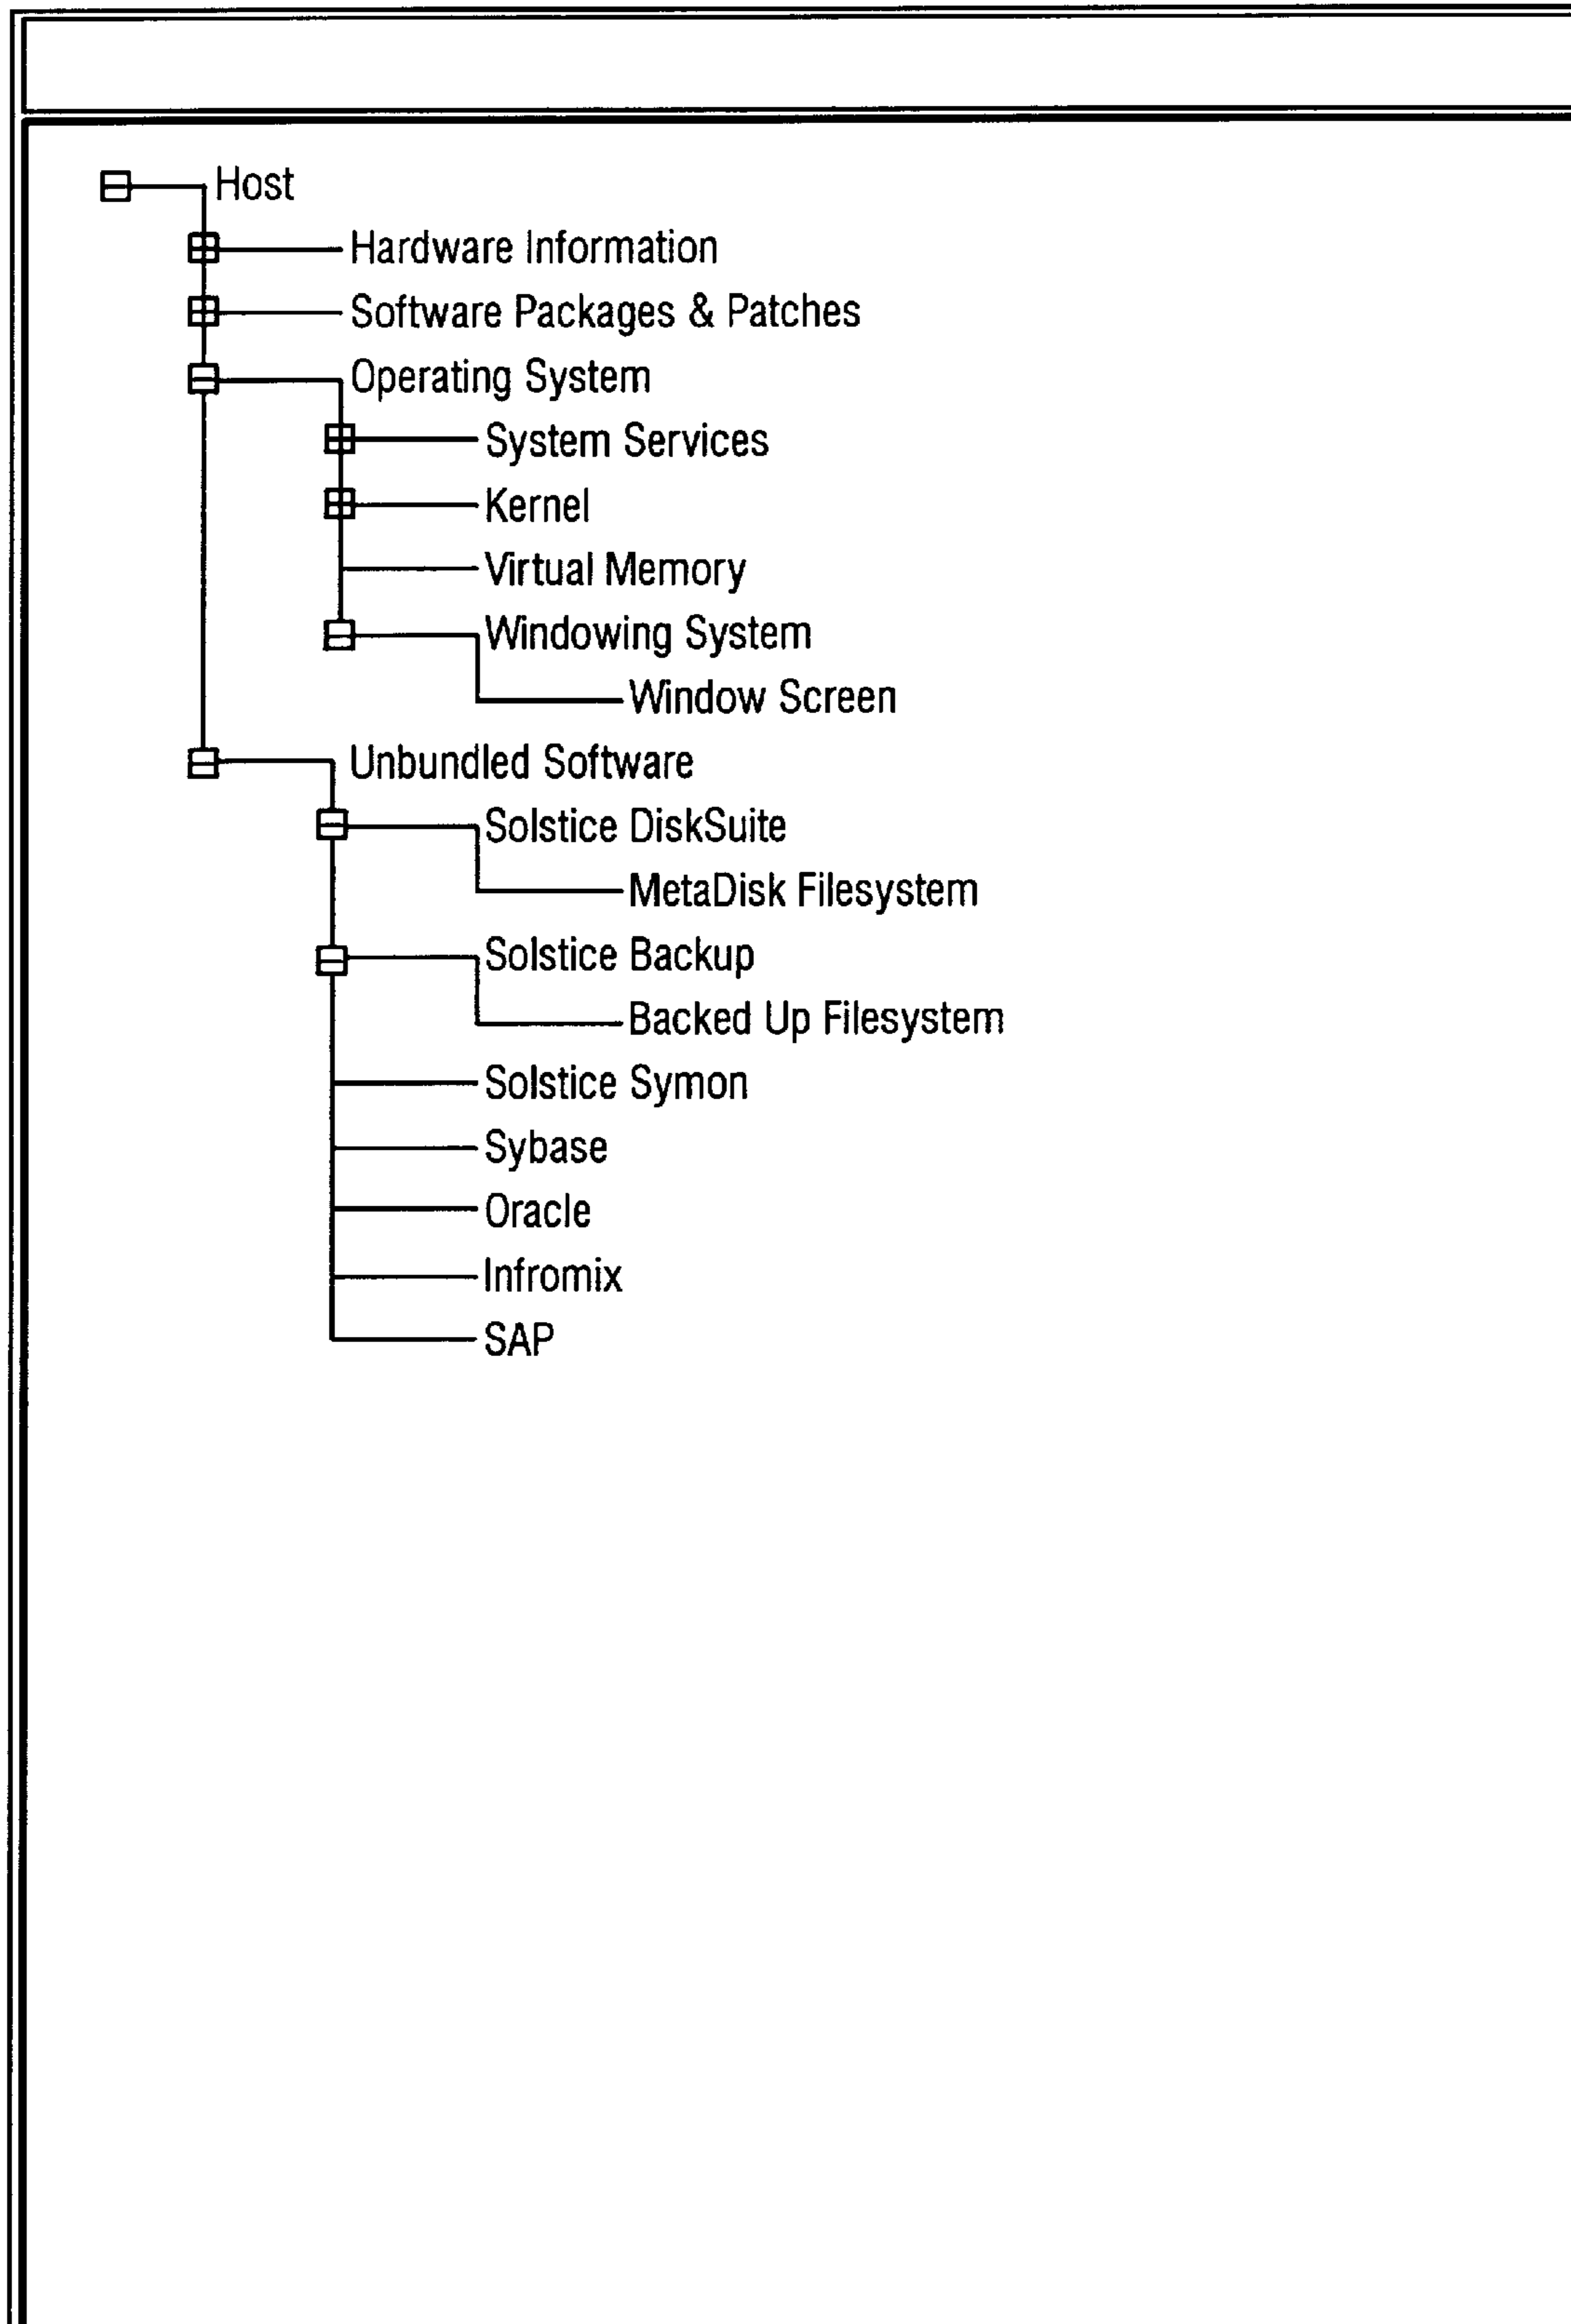 Host
Hardware Information
Software Packages & Patches
Operating System
System Services
Kernel
Virtual Memory
Windowing System
Window Screen
Unbundled Software
Solstice DiskSuite
MetaDisk Filesystem
Solstice Backup
Backed Up Filesystem
Solstice Symon
Sybase
Oracle
Infromix
SAP